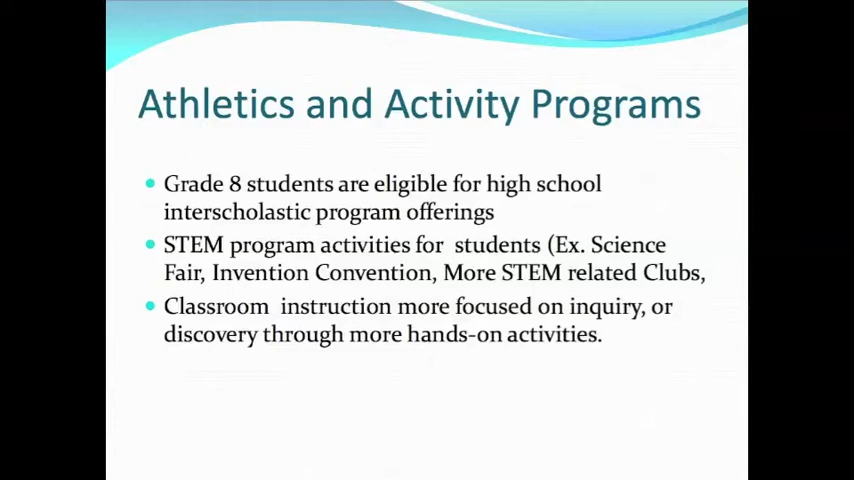 Athletics and Activity Programs
Grade 8 students are eligible for high school
interscholastic program offerings
STEM program activities for  students (Ex. Science
Fair, Invention Convention, More STEM related Clubs,
Classroom  instruction more focused on inquiry, or
discovery through more hands-on activities.